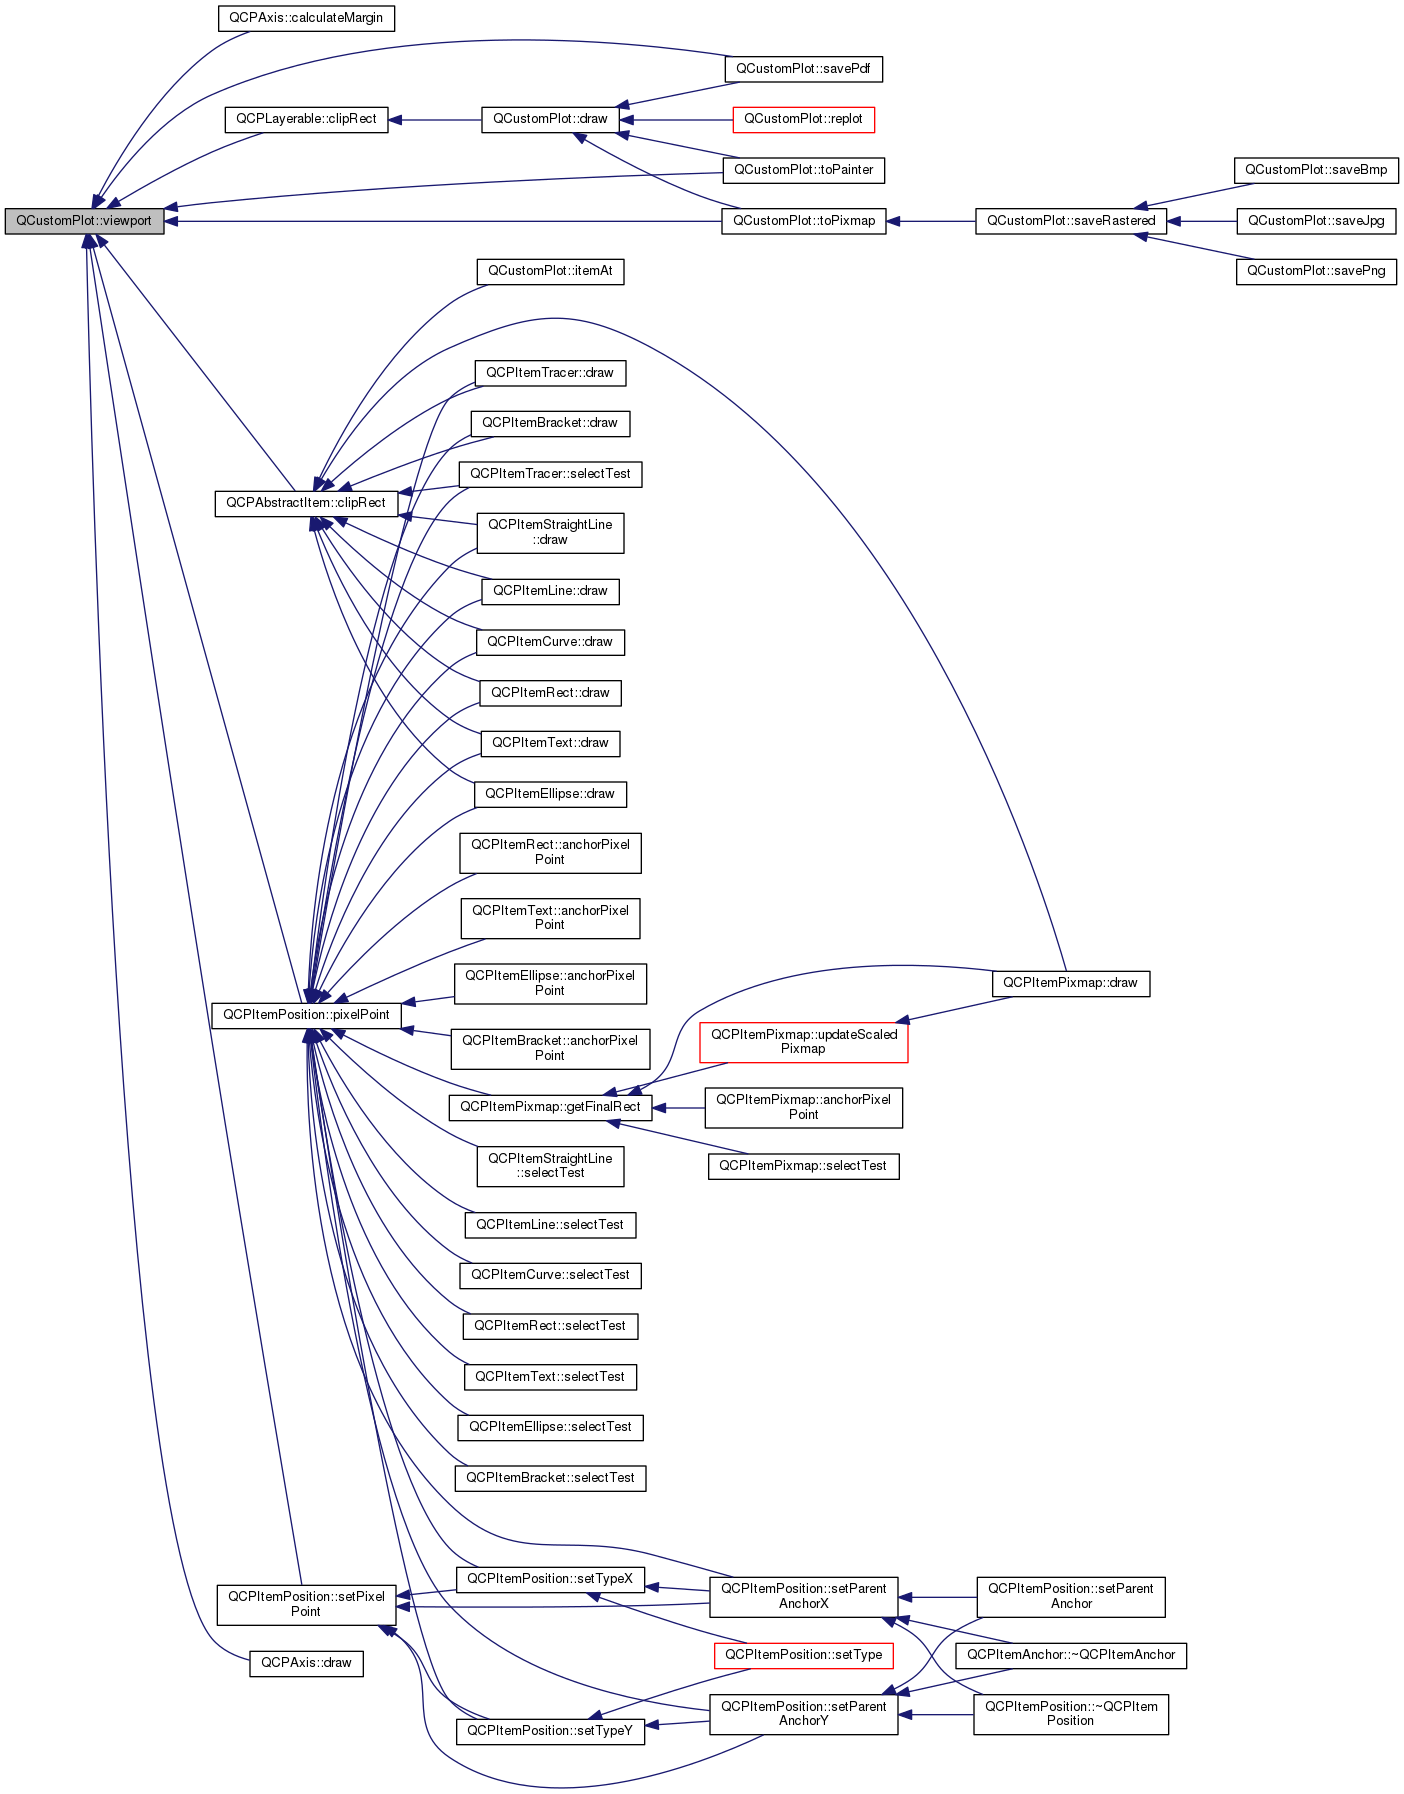 QCPAxis::calculateMargin
QCustomPlot::savePdf
QCPLayerable::clipRect
QCustomPlot::draw
QCustomPlot::replot
QCustomPlot::toPainter
QCustomPlot::saveBmp
QCustomPlot::viewport
QCustomPlot::toPixmap
QCustomPlot::saveRastered
QCustomPlot::saveJpg
QCustomPlot::itemAt
QCustomPlot::savePng
QCPItemTracer::draw
QCPItemBracket::draw
QCPItemTracer::selectTest
QCPAbstractItem::clipRect
QCPItemStraightLine
::draw
QCPItemLine::draw
QCPItemCurve::draw
QCPItemRect::draw
QCPItemText::draw
QCPItemEllipse::draw
QCPItemRect::anchorPixel
Point
QCPItemText::anchorPixel
Point
QCPItemEllipse::anchorPixel
Point
QCPItemPixmap::draw
QCPItemPosition::pixelPoint
QCPItemBracket::anchorPixel
Point
QCPItemPixmap::updateScaled
Pixmap
QCPItemPixmap::getFinalRect
QCPItemPixmap::anchorPixel
Point
QCPItemStraightLine
::selectTest
QCPItemPixmap::selectTest
QCPItemLine::selectTest
QCPItemCurve::selectTest
QCPItemRect::selectTest
QCPItemText::selectTest
QCPItemEllipse::selectTest
QCPItemBracket::selectTest
QCPItemPosition::setPixel
Point
QCPItemPosition::setTypeX
QCPItemPosition::setParent
AnchorX
QCPItemPosition::setParent
Anchor
QCPAxis::draw
QCPItemPosition::setType
QCPItemAnchor::~QCPItemAnchor
QCPItemPosition::setTypeY
QCPItemPosition::setParent
AnchorY
QCPItemPosition::~QCPItem
Position